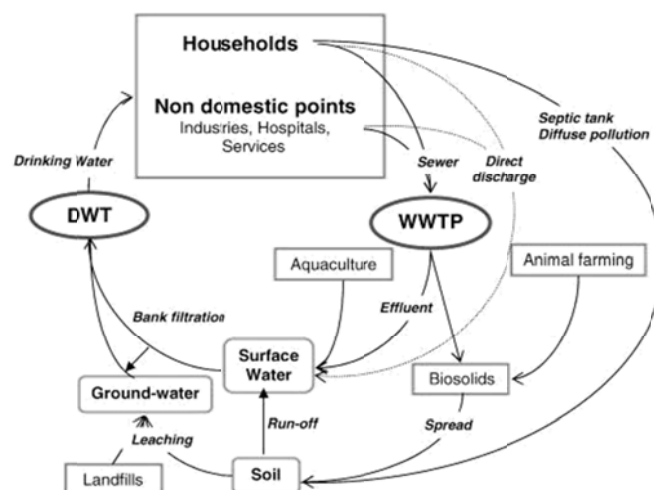 Households
Non domestic points
Industries, Hospitals,
Services
Septic tank
Diffuse pollution
Drinking Water
Sewer
Direct
discharge
DWT
WWTP
Aquaculture
Animal farming
Bank filtration
Effluent
Surface
Water
Ground-water
Biosolids
Leaching
Run-off
Spread
Landfills
Soil